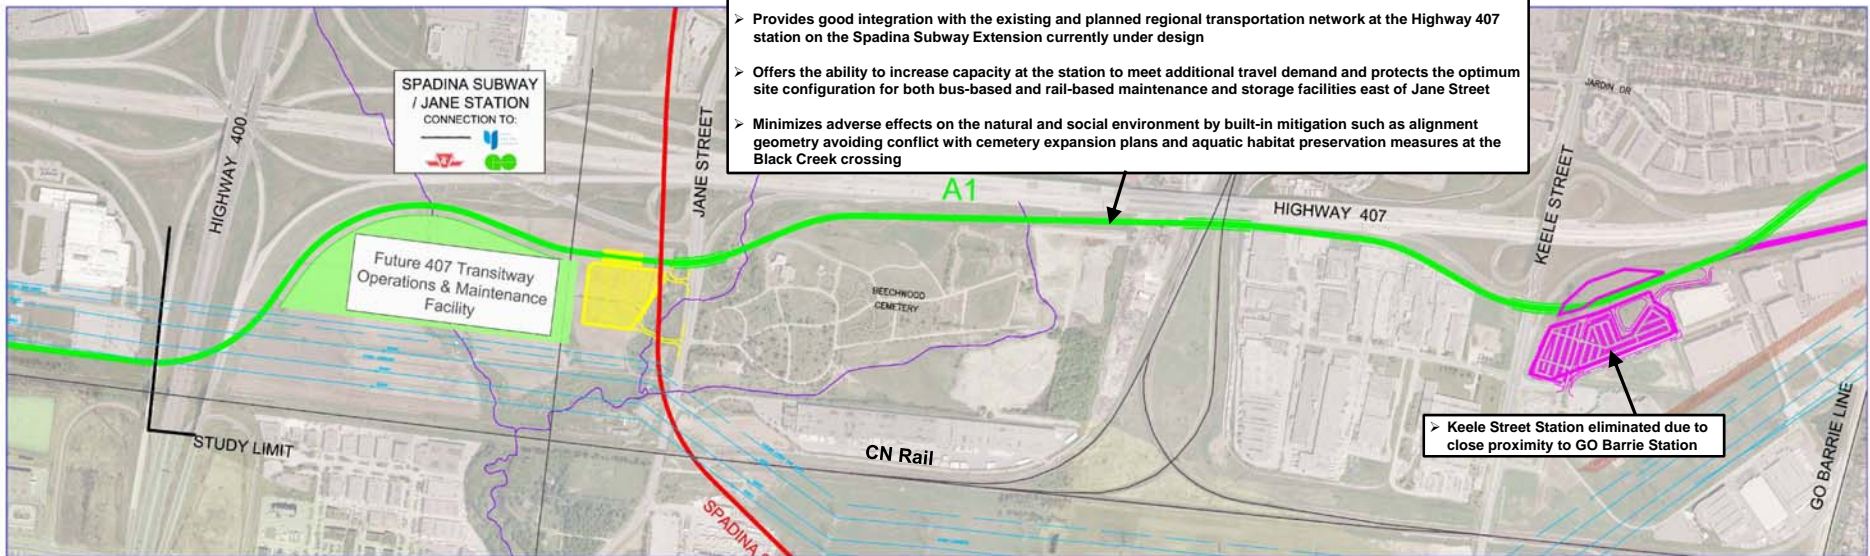 ➢ Provides good integration with the existing and planned regional transportation network at the Highway 407
station on the Spadina Subway Extension currently under design
➢ Offers the ability to increase capacity at the station to meet additional travel demand and protects the optimum
site configuration for both bus-based and rail-based maintenance and storage facilities east of Jane Street
➢ Minimizes adverse effects on the natural and social environment by built-in mitigation such as alignment
geometry avoiding conflict with cemetery expansion plans and aquatic habitat preservation measures at the
Black Creek crossing
SPADINA SUBWAY
/ JANE STATION
CONNECTION TO:
HIGHWAY 400
JANE STREET
A1
HIGHWAY 407
KEELE STREET
JARDIN DR
Future 407 Transitway
Operations & Maintenance
Facility
BEECHWOOD
CEMETERY
STUDY LIMIT
CN Rail
SPADINA
➢ Keele Street Station eliminated due to
close proximity to GO Barrie Station
GO BARRIE LINE